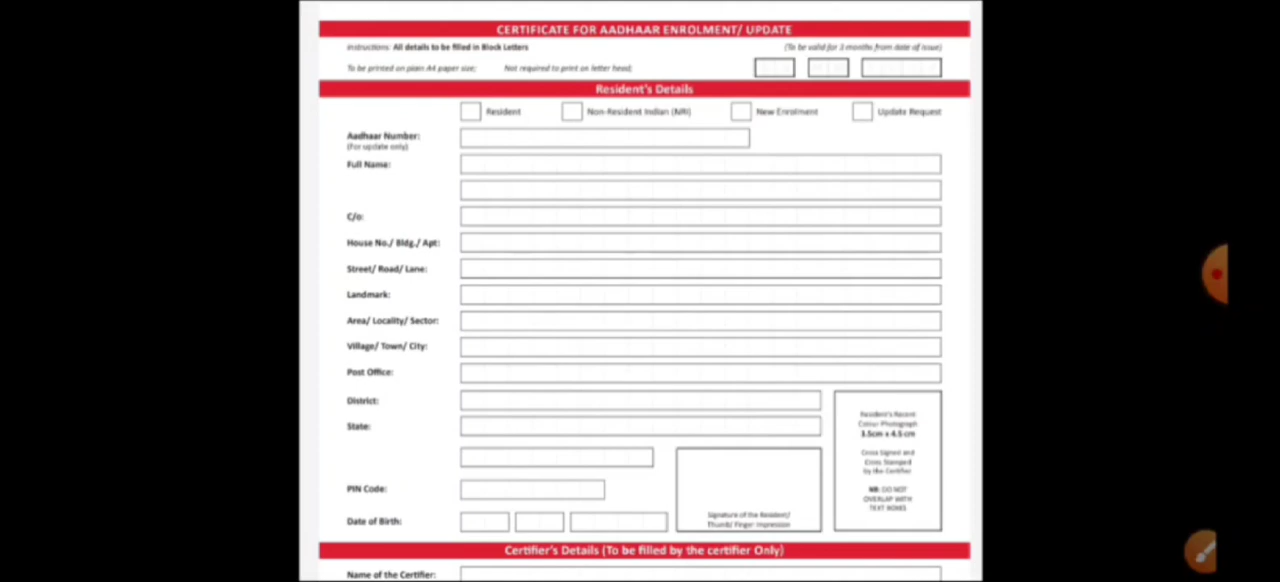 CERTIFICATE FOR AADHAAR ENROLMENT/ UPDATE
Instructions: All details to be filled in Block Letters
(To be valid for 3 months from date of issue)
To be printed on plain A4 paper size; Not required to print on letter head;
Resident's Details
Resident Non-Resident Indian (NRI) New Enrolment Update Request
Aadhaar Number:
(For update only)
Full Name:
C/o:
House No./ Bldg./ Apt:
Street/ Road/ Lane:
Landmark:
Area/ Locality/ Sector:
Village/ Town/ City:
Post Office:
District:
State:
PIN Code:
Date of Birth:
Signature of the Resident/
Thumb/ Finger Impression
Resident's Recent
Colour Photograph
3.5cm x 4.5 cm
Cross Signed and
Cross Stamped
by the Certifier
NB: DO NOT
OVERLAP WITH
TEXT BOXES
Certifier's Details (To be filled by the certifier Only)
Name of the Certifier: